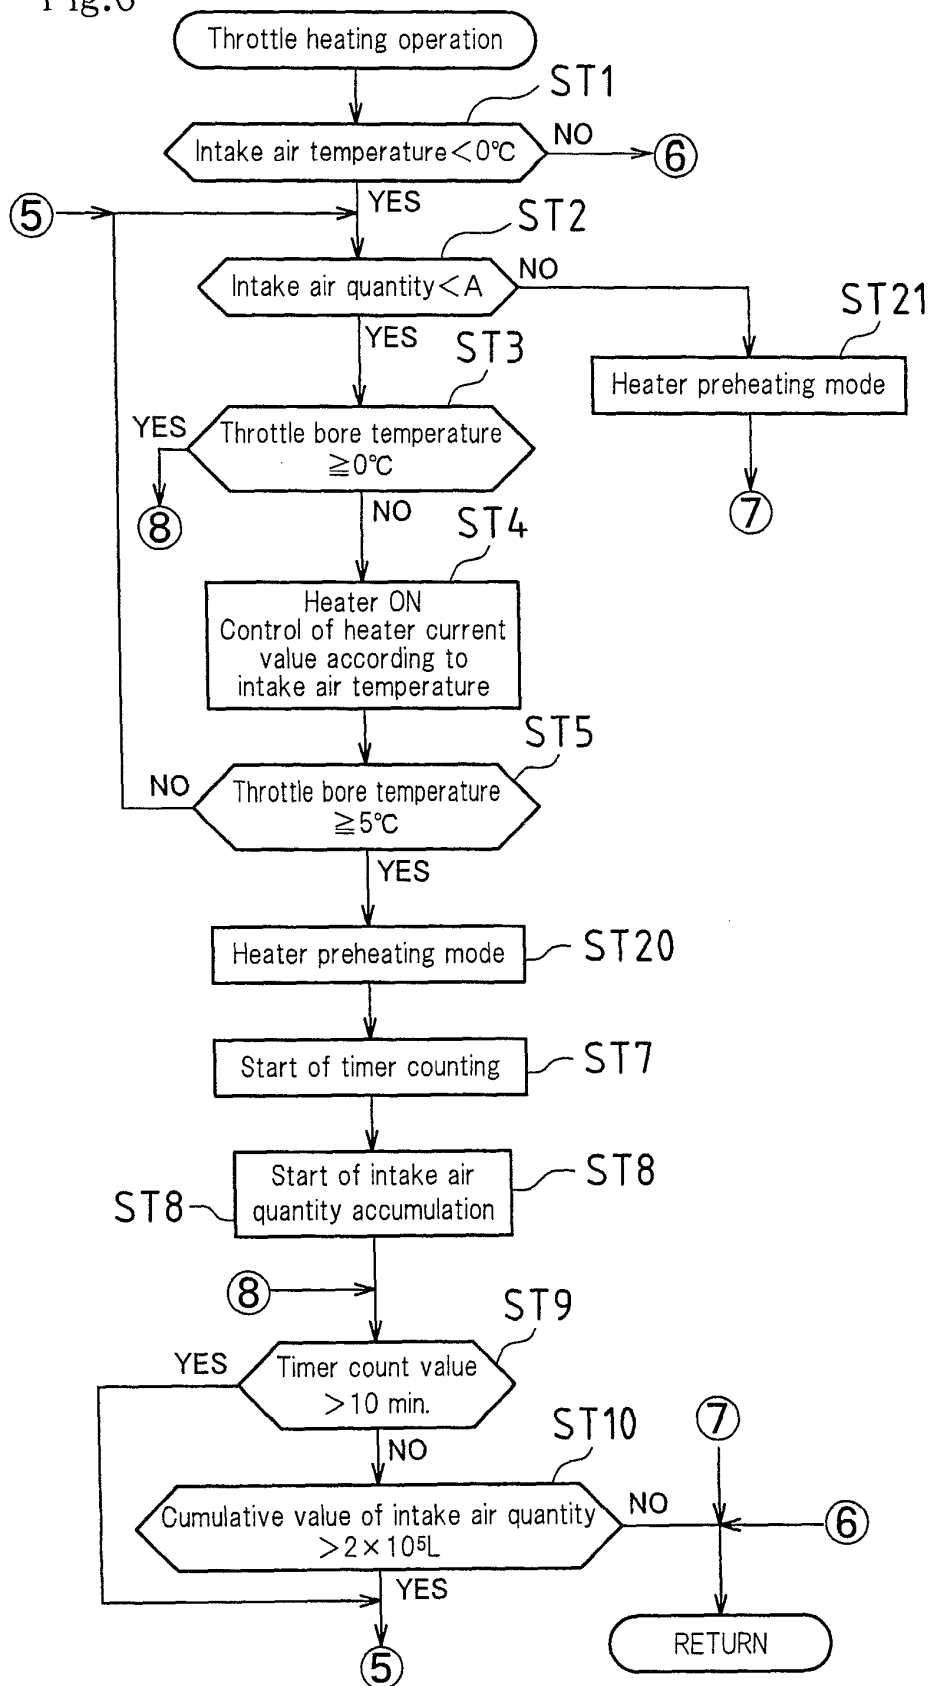 Fig.6
Throttle heating operation
ST1
Intake air temperature<0℃
NO
⑥
YES
⑤
ST2
Intake air quantity<A
NO
ST21
YES
Heater preheating mode
ST3
YES
Throttle bore temperature
≧0℃
⑦
⑧
NO
ST4
Heater ON
Control of heater current
value according to
intake air temperature
ST5
NO
Throttle bore temperature
≧5℃
YES
Heater preheating mode
ST20
Start of timer counting
ST7
Start of intake air
quantity accumulation
ST8
ST8
⑧
ST9
YES
Timer count value
>10 min.
⑦
NO
ST10
Cumulative value of intake air quantity
>2×10⁵L
NO
⑥
YES
RETURN
⑤